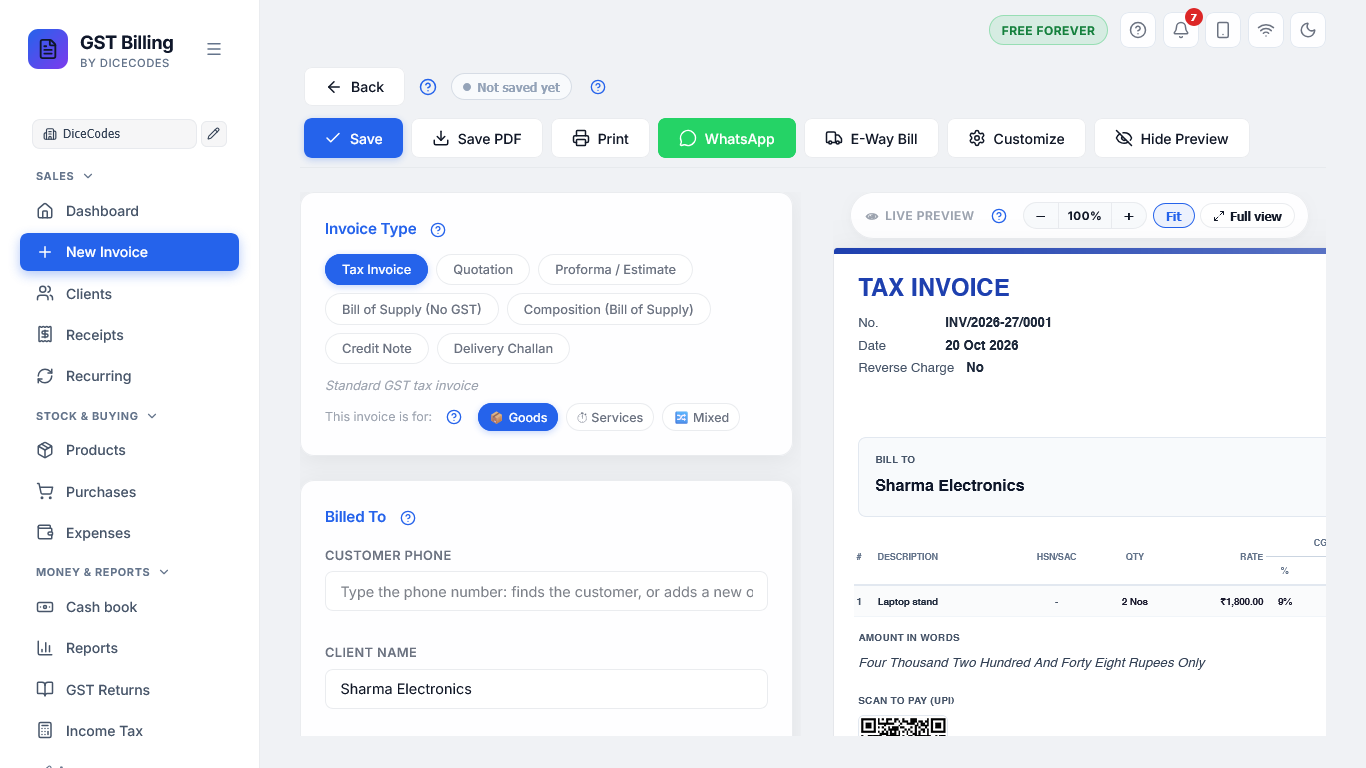 GST Billing
BY DICECODES
DiceCodes
SALES
Dashboard
New Invoice
Clients
Receipts
Recurring
STOCK & BUYING
Products
Purchases
Expenses
MONEY & REPORTS
Cash book
Reports
GST Returns
Income Tax
FREE FOREVER
7
Back
Not saved yet
Save
Save PDF
Print
WhatsApp
E-Way Bill
Customize
Hide Preview
Invoice Type
Tax Invoice
Quotation
Proforma / Estimate
Bill of Supply (No GST)
Composition (Bill of Supply)
Credit Note
Delivery Challan
Standard GST tax invoice
This invoice is for:
Goods
Services
Mixed
Billed To
CUSTOMER PHONE
Type the phone number: finds the customer, or adds a new o
CLIENT NAME
Sharma Electronics
LIVE PREVIEW
− 100% +
Fit
Full view
TAX INVOICE
No. INV/2026-27/0001
Date 20 Oct 2026
Reverse Charge No
BILL TO
Sharma Electronics
# DESCRIPTION HSN/SAC QTY RATE CG
%
1 Laptop stand - 2 Nos ₹1,800.00 9%
AMOUNT IN WORDS
Four Thousand Two Hundred And Forty Eight Rupees Only
SCAN TO PAY (UPI)